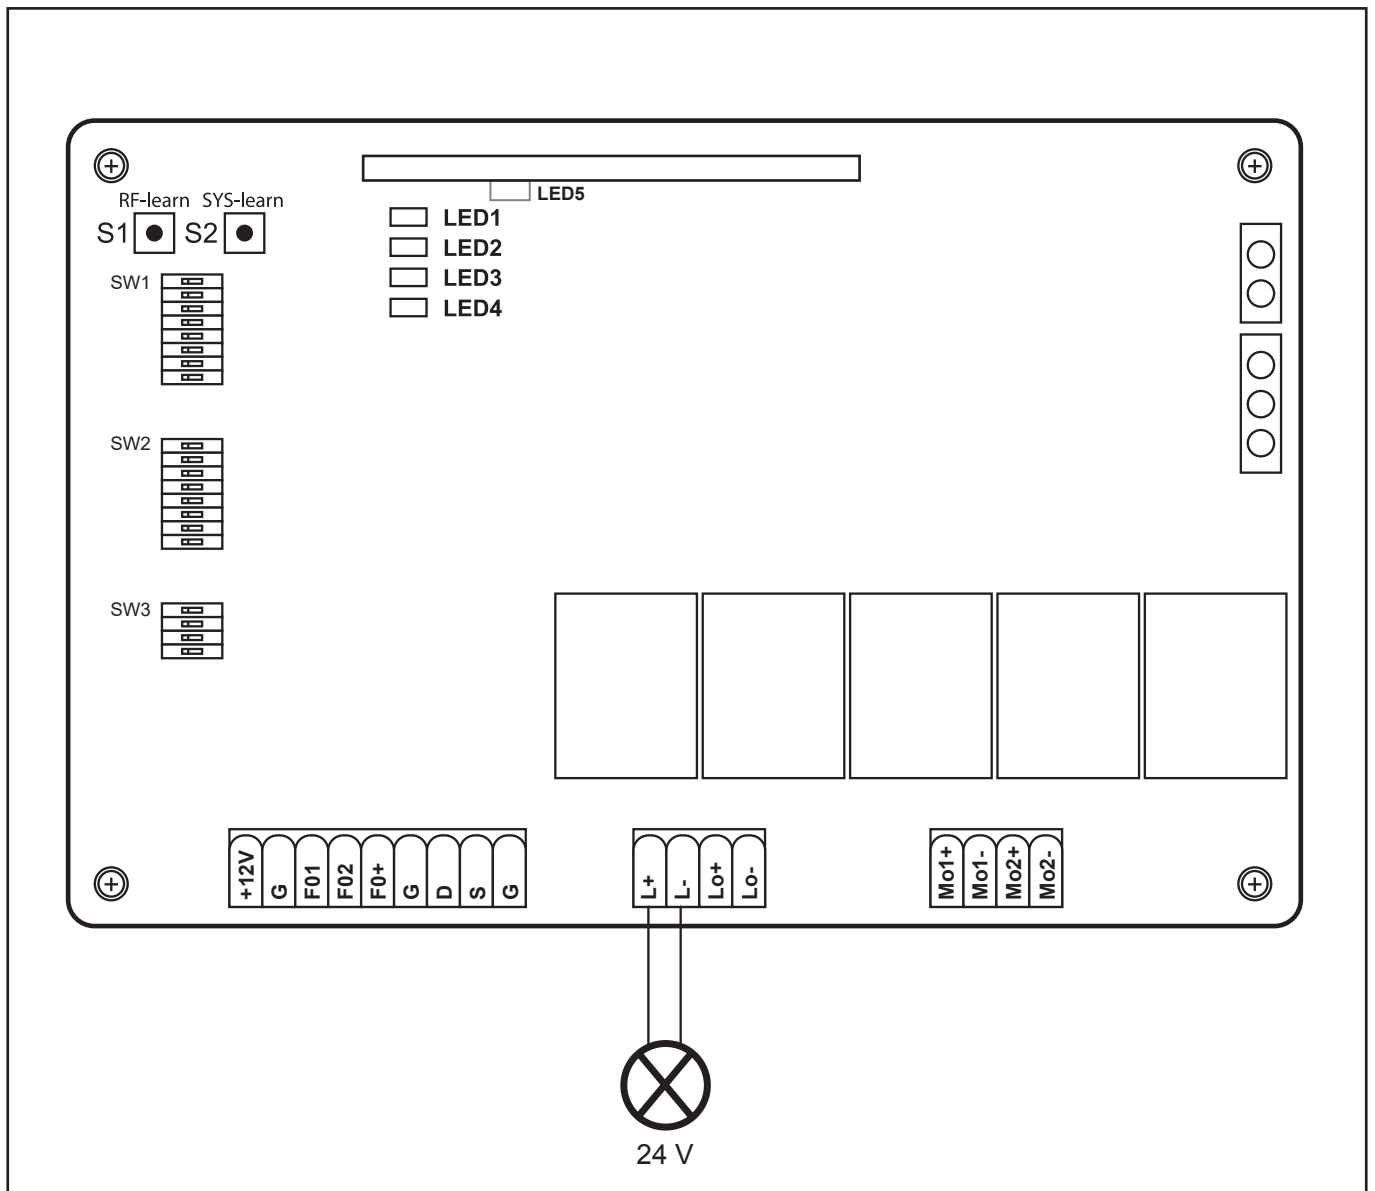 RF-learn SYS-learn
S1 S2
LED5
LED1
LED2
LED3
LED4
SW1
SW2
SW3
+12V G F01 F02 F0+ G D S G
L+ L- Lo+ Lo-
Mo1+ Mo1- Mo2+ Mo2-
24 V